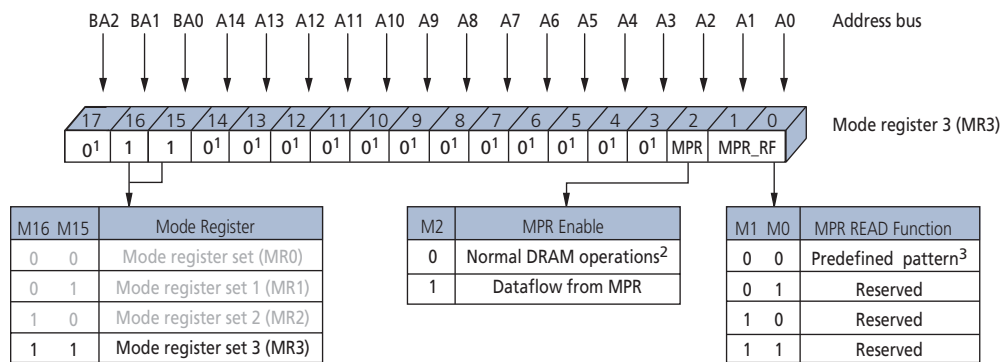 BA2 BA1 BA0 A14 A13 A12 A11 A10 A9 A8 A7 A6 A5 A4 A3 A2 A1 A0 Address bus
17 16 15 14 13 12 11 10 9 8 7 6 5 4 3 2 1 0 Mode register 3 (MR3)
0¹ 1 1 0¹ 0¹ 0¹ 0¹ 0¹ 0¹ 0¹ 0¹ 0¹ 0¹ 0¹ 0¹ MPR MPR_RF
M16 M15 Mode Register
0 0 Mode register set (MR0)
0 1 Mode register set 1 (MR1)
1 0 Mode register set 2 (MR2)
1 1 Mode register set 3 (MR3)
M2 MPR Enable
0 Normal DRAM operations²
1 Dataflow from MPR
M1 M0 MPR READ Function
0 0 Predefined pattern³
0 1 Reserved
1 0 Reserved
1 1 Reserved